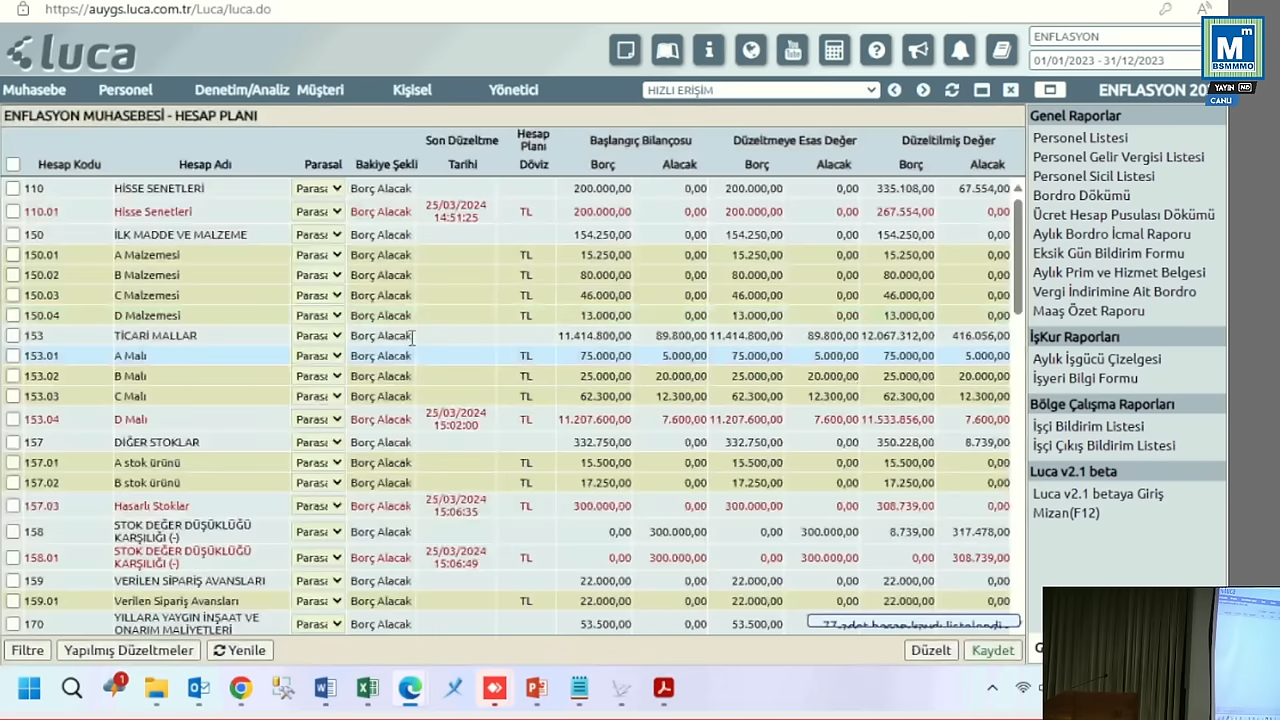 https://auygs.luca.com.tr/Luca/luca.do
luca
ENFLASYON
01/01/2023 - 31/12/2023
Mm
BSMMMO
YAYIN HD
CANLI
Muhasebe Personel Denetim/Analiz Müşteri Kişisel Yönetici HIZLI ERİŞİM ENFLASYON 20
ENFLASYON MUHASEBESİ - HESAP PLANI
Hesap Kodu Hesap Adı Parasal Bakiye Şekli Son Düzeltme Tarihi Hesap Planı Döviz Başlangıç Bilançosu Borç Alacak Düzeltmeye Esas Değer Borç Alacak Düzeltilmiş Değer Borç Alacak
110 HİSSE SENETLERİ Parasa Borç Alacak 200.000,00 0,00 200.000,00 0,00 335.108,00 67.554,00
110.01 Hisse Senetleri Parasa Borç Alacak 25/03/2024 14:51:25 TL 200.000,00 0,00 200.000,00 0,00 267.554,00 0,00
150 İLK MADDE VE MALZEME Parasa Borç Alacak 154.250,00 0,00 154.250,00 0,00 154.250,00 0,00
150.01 A Malzemesi Parasa Borç Alacak TL 15.250,00 0,00 15.250,00 0,00 15.250,00 0,00
150.02 B Malzemesi Parasa Borç Alacak TL 80.000,00 0,00 80.000,00 0,00 80.000,00 0,00
150.03 C Malzemesi Parasa Borç Alacak TL 46.000,00 0,00 46.000,00 0,00 46.000,00 0,00
150.04 D Malzemesi Parasa Borç Alacak TL 13.000,00 0,00 13.000,00 0,00 13.000,00 0,00
153 TİCARİ MALLAR Parasa Borç Alacak 11.414.800,00 89.800,00 11.414.800,00 89.800,00 12.067.312,00 416.056,00
153.01 A Malı Parasa Borç Alacak TL 75.000,00 5.000,00 75.000,00 5.000,00 75.000,00 5.000,00
153.02 B Malı Parasa Borç Alacak TL 25.000,00 20.000,00 25.000,00 20.000,00 25.000,00 20.000,00
153.03 C Malı Parasa Borç Alacak TL 62.300,00 12.300,00 62.300,00 12.300,00 62.300,00 12.300,00
153.04 D Malı Parasa Borç Alacak 25/03/2024 15:02:00 TL 11.207.600,00 7.600,00 11.207.600,00 7.600,00 11.533.856,00 7.600,00
157 DİĞER STOKLAR Parasa Borç Alacak 332.750,00 0,00 332.750,00 0,00 350.228,00 8.739,00
157.01 A stok ürünü Parasa Borç Alacak TL 15.500,00 0,00 15.500,00 0,00 15.500,00 0,00
157.02 B stok ürünü Parasa Borç Alacak TL 17.250,00 0,00 17.250,00 0,00 17.250,00 0,00
157.03 Hasarlı Stoklar Parasa Borç Alacak 25/03/2024 15:06:35 TL 300.000,00 0,00 300.000,00 0,00 308.739,00 0,00
158 STOK DEĞER DÜŞÜKLÜĞÜ KARŞILIĞI (-) Parasa Borç Alacak 0,00 300.000,00 0,00 300.000,00 8.739,00 317.478,00
158.01 STOK DEĞER DÜŞÜKLÜĞÜ KARŞILIĞI (-) Parasa Borç Alacak 25/03/2024 15:06:49 TL 0,00 300.000,00 0,00 300.000,00 0,00 308.739,00
159 VERİLEN SİPARİŞ AVANSLARI Parasa Borç Alacak 22.000,00 0,00 22.000,00 0,00 22.000,00 0,00
159.01 Verilen Sipariş Avansları Parasa Borç Alacak TL 22.000,00 0,00 22.000,00 0,00 22.000,00 0,00
170 YILLARA YAYGIN İNŞAAT VE ONARIM MALİYETLERİ Parasa Borç Alacak 53.500,00 0,00 53.500,00
Filtre Yapılmış Düzeltmeler Yenile Düzelt Kaydet
Genel Raporlar
Personel Listesi
Personel Gelir Vergisi Listesi
Personel Sicil Listesi
Bordro Dökümü
Ücret Hesap Pusulası Dökümü
Aylık Bordro İcmal Raporu
Eksik Gün Bildirim Formu
Aylık Prim ve Hizmet Belgesi
Vergi İndirimine Ait Bordro
Maaş Özet Raporu
İşKur Raporları
Aylık İşgücü Çizelgesi
İşyeri Bilgi Formu
Bölge Çalışma Raporları
İşçi Bildirim Listesi
İşçi Çıkış Bildirim Listesi
Luca v2.1 beta
Luca v2.1 betaya Giriş
Mizan(F12)